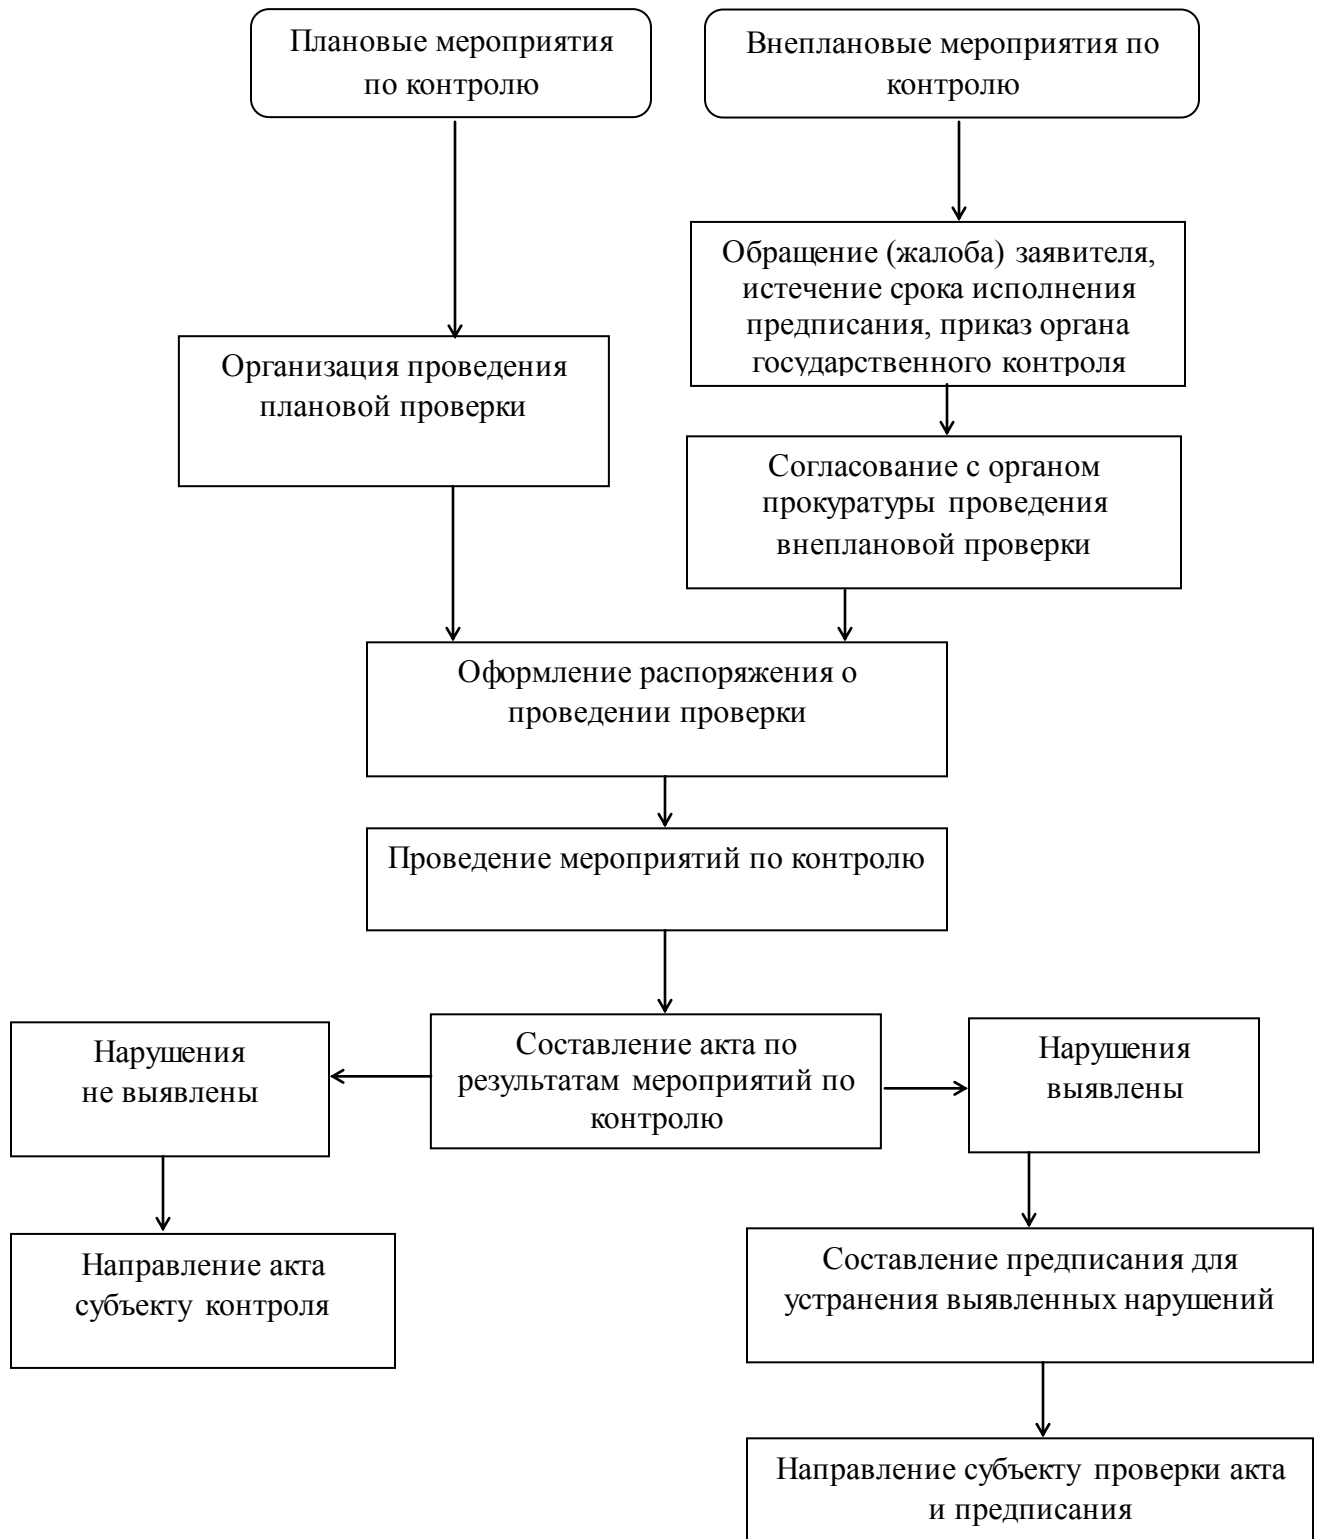 Плановые мероприятия
по контролю
Внеплановые мероприятия по
контролю
Обращение (жалоба) заявителя,
истечение срока исполнения
предписания, приказ органа
государственного контроля
Организация проведения
плановой проверки
Согласование с органом
прокуратуры проведения
внеплановой проверки
Оформление распоряжения о
проведении проверки
Проведение мероприятий по контролю
Составление акта по
результатам мероприятий по
контролю
Нарушения
не выявлены
Нарушения
выявлены
Направление акта
субъекту контроля
Составление предписания для
устранения выявленных нарушений
Направление субъекту проверки акта
и предписания